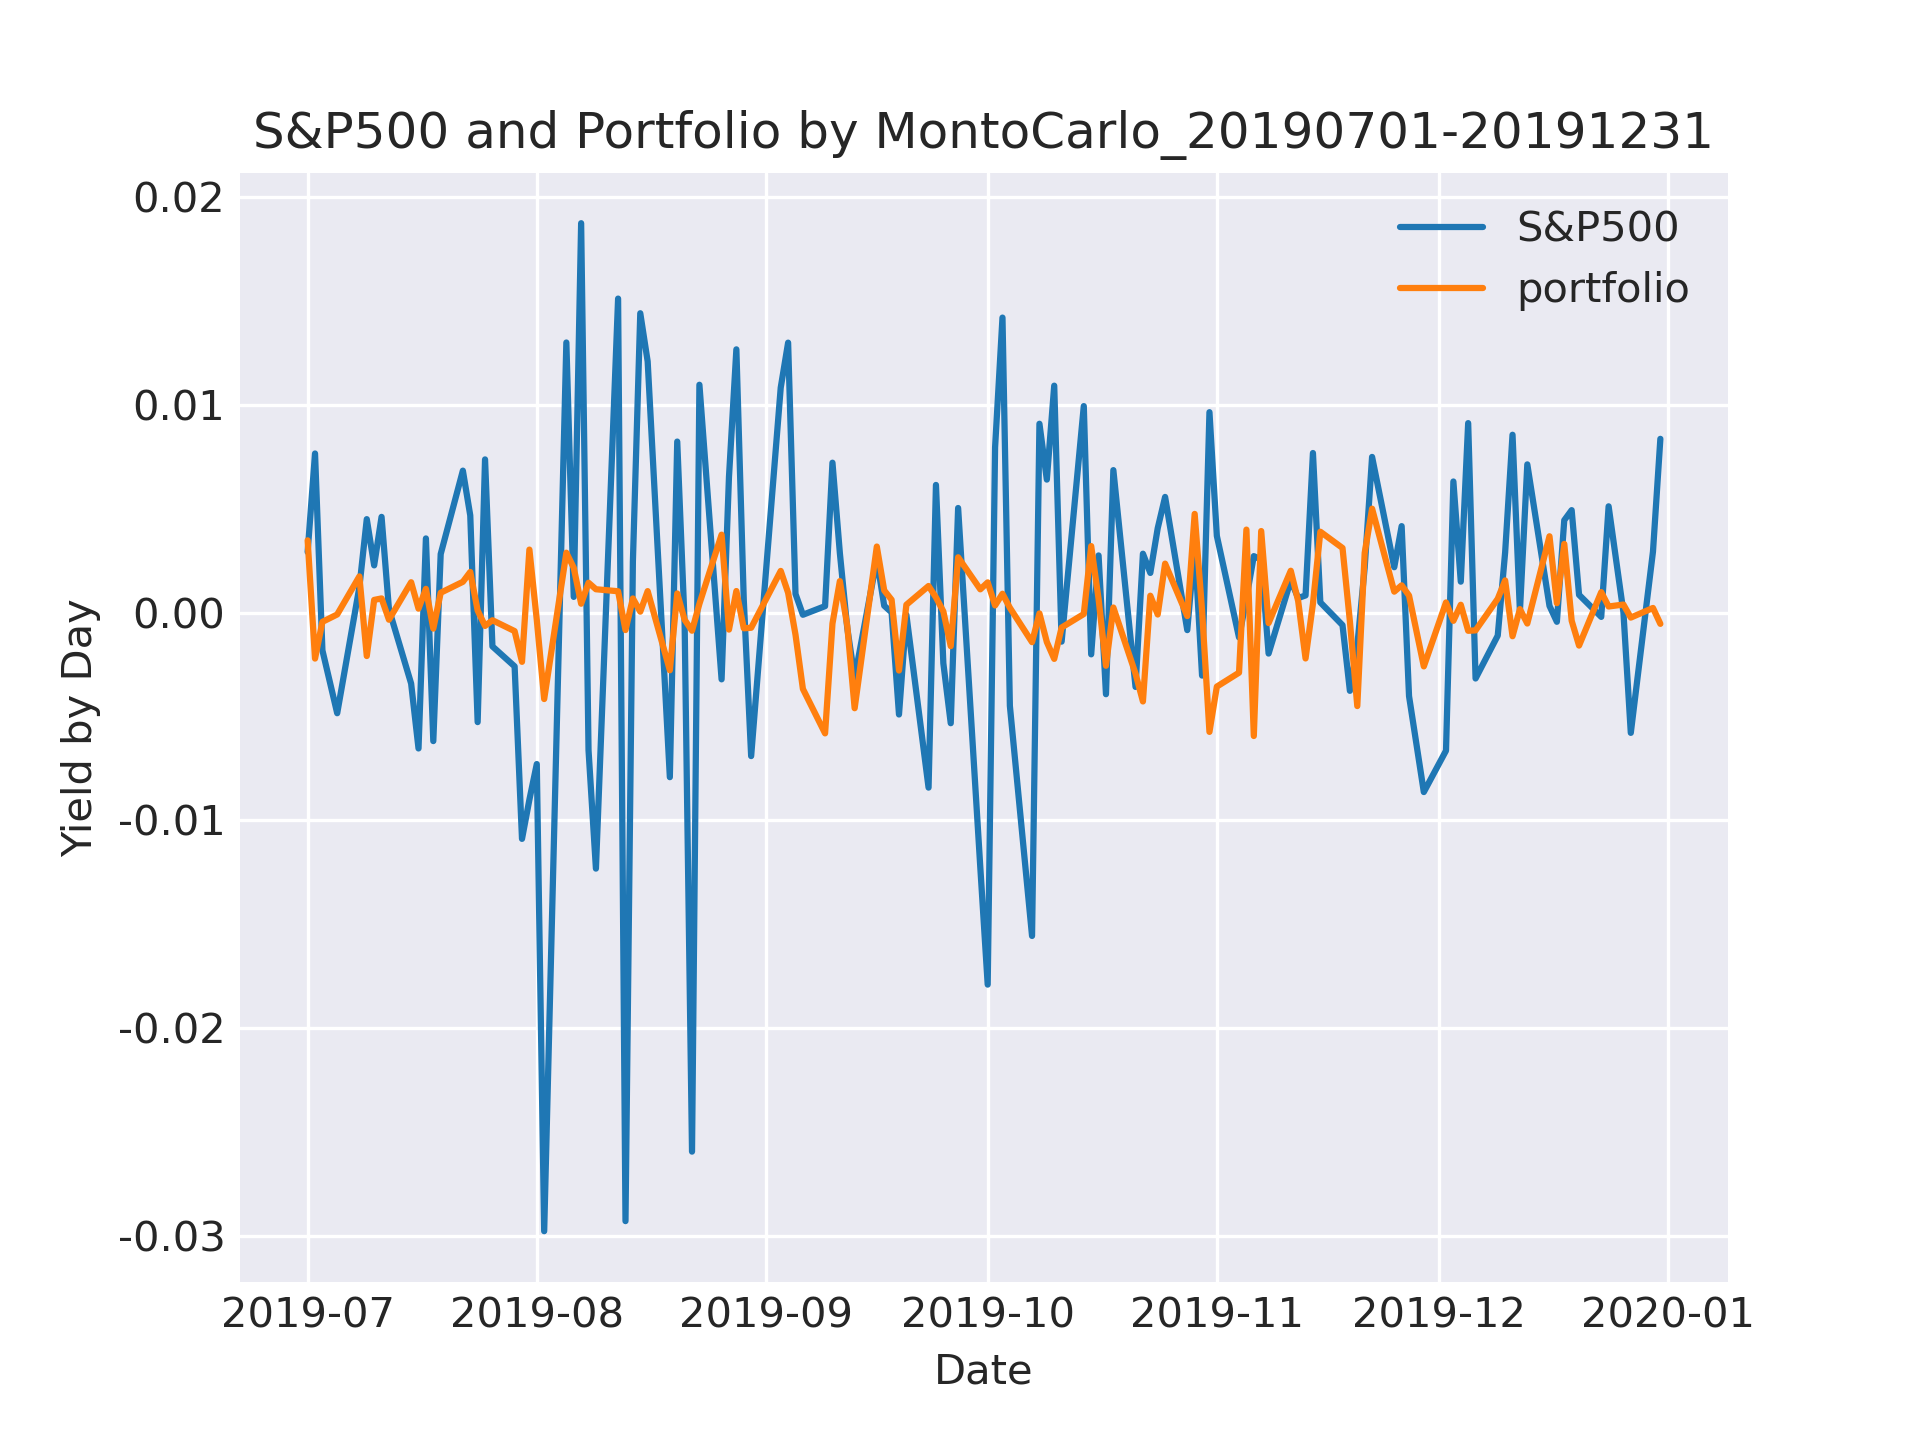 S&P500 and Portfolio by MontoCarlo_20190701-20191231
S&P500
portfolio
0.02
0.01
0.00
-0.01
-0.02
-0.03
Yield by Day
2019-07 2019-08 2019-09 2019-10 2019-11 2019-12 2020-01
Date